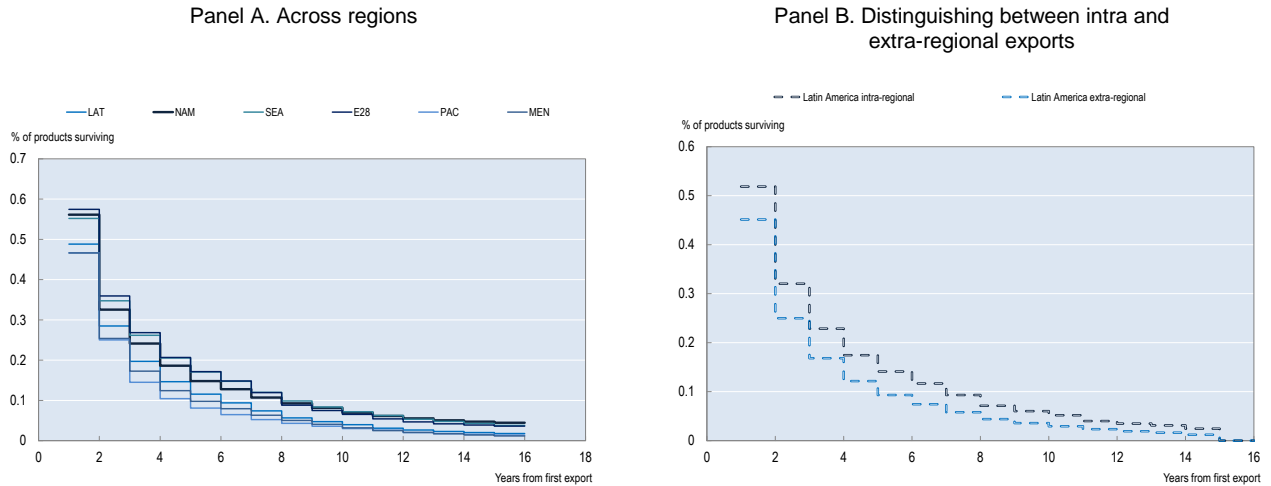 Panel A. Across regions
LAT NAM SEA E28 PAC MEN
% of products surviving
0.7
0.6
0.5
0.4
0.3
0.2
0.1
0
0 2 4 6 8 10 12 14 16 18
Years from first export
Panel B. Distinguishing between intra and
extra-regional exports
Latin America intra-regional Latin America extra-regional
% of products surviving
0.6
0.5
0.4
0.3
0.2
0.1
0
0 2 4 6 8 10 12 14 16
Years from first export